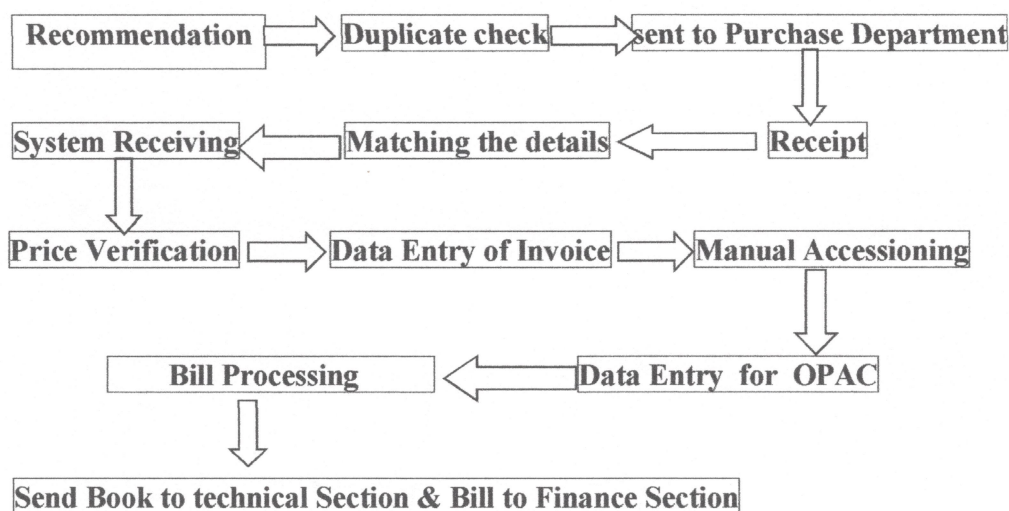 Recommendation
Duplicate check
sent to Purchase Department
Receipt
Matching the details
System Receiving
Price Verification
Data Entry of Invoice
Manual Accessioning
Data Entry for OPAC
Bill Processing
Send Book to technical Section & Bill to Finance Section